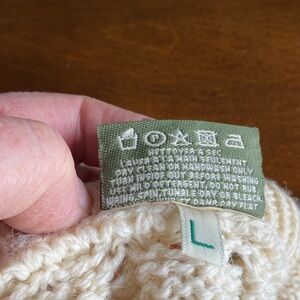 NETTOYER A SEC
LAVER A LA MAIN SEULEMENT
DRY CLEAN OR HANDWASH ONLY
TURN INSIDE OUT BEFORE WASHING
USE MILD DETERGENT, DO NOT RUB,
WRING, TUMBLE DRY OR BLEACH.
DAMP DRY FLAT
L